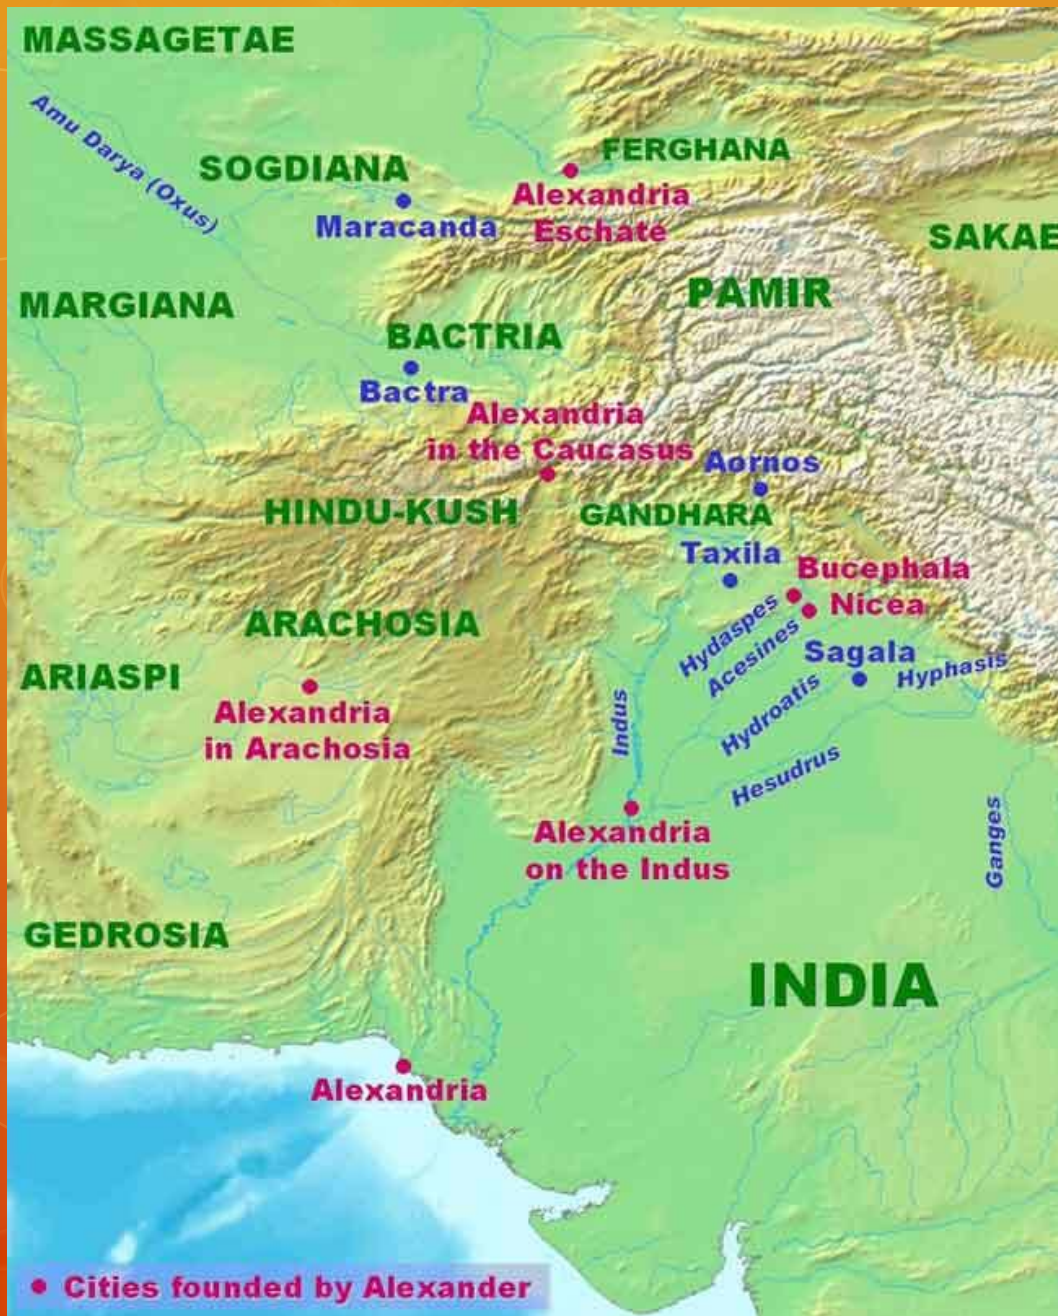 MASSAGETAE
Amu Darya (Oxus)
SOGDIANA
FERGHANA
Alexandria
Eschate
Maracanda
SAKAE
MARGIANA
PAMIR
BACTRIA
Bactra
Alexandria
in the Caucasus
Aornos
HINDU-KUSH
GANDHARA
Taxila
Bucephala
Nicea
Hydaspes
Acesines
ARACHOSIA
Sagala
Hyphasis
ARIASPI
Alexandria
in Arachosia
Indus
Hydroatis
Hesudrus
Alexandria
on the Indus
Ganges
GEDROSIA
INDIA
Alexandria
Cities founded by Alexander